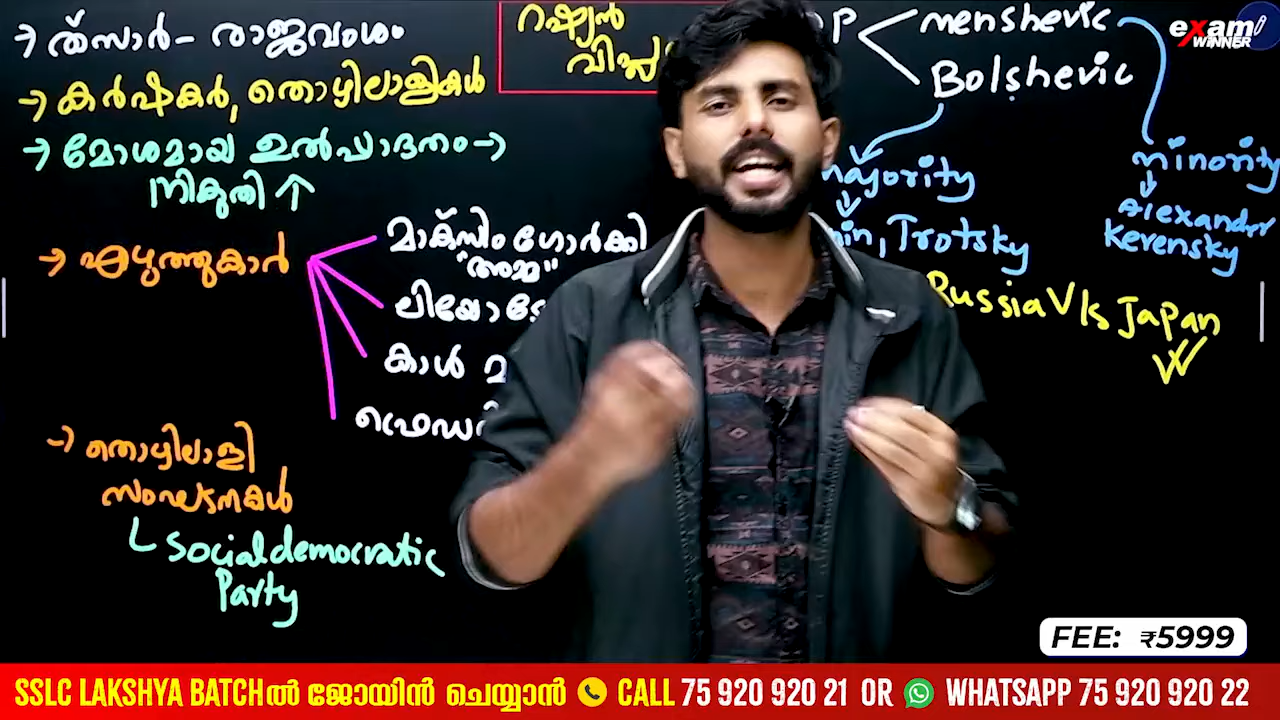 → ത്സാർ - രാജവംശം
→ കർഷകർ, തൊഴിലാളികൾ
→ മോശമായ ഉൽപ്പാദനം →
നികുതി ↑
→ എഴുത്തുകാർ
മാക്സിം ഗോർക്കി
"അമ്മ"
ലിയോ
കാൾ
→ തൊഴിലാളി
സംഘടനകൾ
Social democratic
Party
റഷ്യൻ
P
menshevic
Bolshevic
majority
Trotsky
minority
Alexander
Kerensky
Russia V/s Japan
exam
WINNER
FEE: ₹5999
SSLC LAKSHYA BATCHൽ ജോയിൻ ചെയ്യാൻ CALL 75 920 920 21 OR WHATSAPP 75 920 920 22